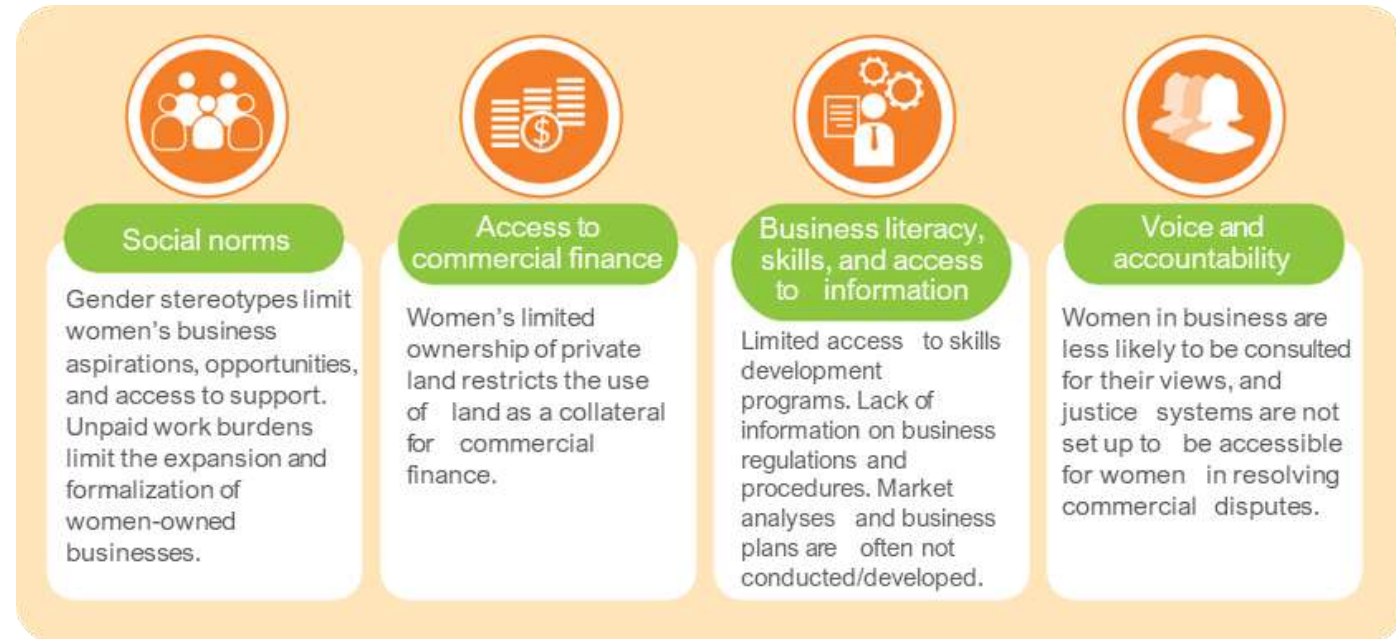 Social norms
Gender stereotypes limit
women's business
aspirations, opportunities,
and access to support.
Unpaid work burdens
limit the expansion and
formalization of
women-owned
businesses.
Access to
commercial finance
Women's limited
ownership of private
land restricts the use
of land as a collateral
for commercial
finance.
Business literacy,
skills, and access
to information
Limited access to skills
development
programs. Lack of
information on business
regulations and
procedures. Market
analyses and business
plans are often not
conducted/developed.
Voice and
accountability
Women in business are
less likely to be consulted
for their views, and
justice systems are not
set up to be accessible
for women in resolving
commercial disputes.